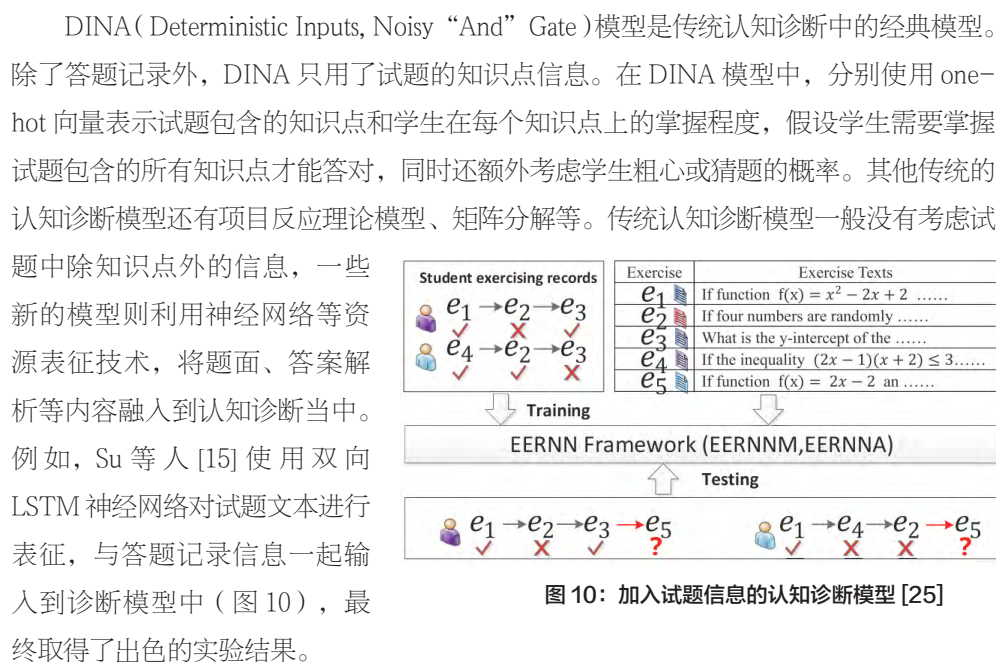 DINA( Deterministic Inputs, Noisy “And” Gate )模型是传统认知诊断中的经典模型。
除了答题记录外，DINA 只用了试题的知识点信息。在 DINA 模型中，分别使用 one-
hot 向量表示试题包含的知识点和学生在每个知识点上的掌握程度，假设学生需要掌握
试题包含的所有知识点才能答对，同时还额外考虑学生粗心或猜题的概率。其他传统的
认知诊断模型还有项目反应理论模型、矩阵分解等。传统认知诊断模型一般没有考虑试
题中除知识点外的信息，一些
新的模型则利用神经网络等资
源表征技术，将题面、答案解
析等内容融入到认知诊断当中。
例如，Su 等人 [15] 使用双向
LSTM 神经网络对试题文本进行
表征，与答题记录信息一起输
入到诊断模型中（图 10），最
终取得了出色的实验结果。
Student exercising records
e1 → e2 → e3
✓ ✗ ✓
e4 → e2 → e3
✓ ✓ ✗
Exercise Exercise Texts
e1 If function f(x) = x² − 2x + 2 ……
e2 If four numbers are randomly ……
e3 What is the y-intercept of the ……
e4 If the inequality (2x − 1)(x + 2) ≤ 3……
e5 If function f(x) = 2x − 2 an ……
Training
EERNN Framework (EERNNM,EERNNA)
Testing
e1 → e2 → e3 → e5 e1 → e4 → e2 → e5
✓ ✗ ✓ ? ✓ ✗ ✗ ?
图 10：加入试题信息的认知诊断模型 [25]